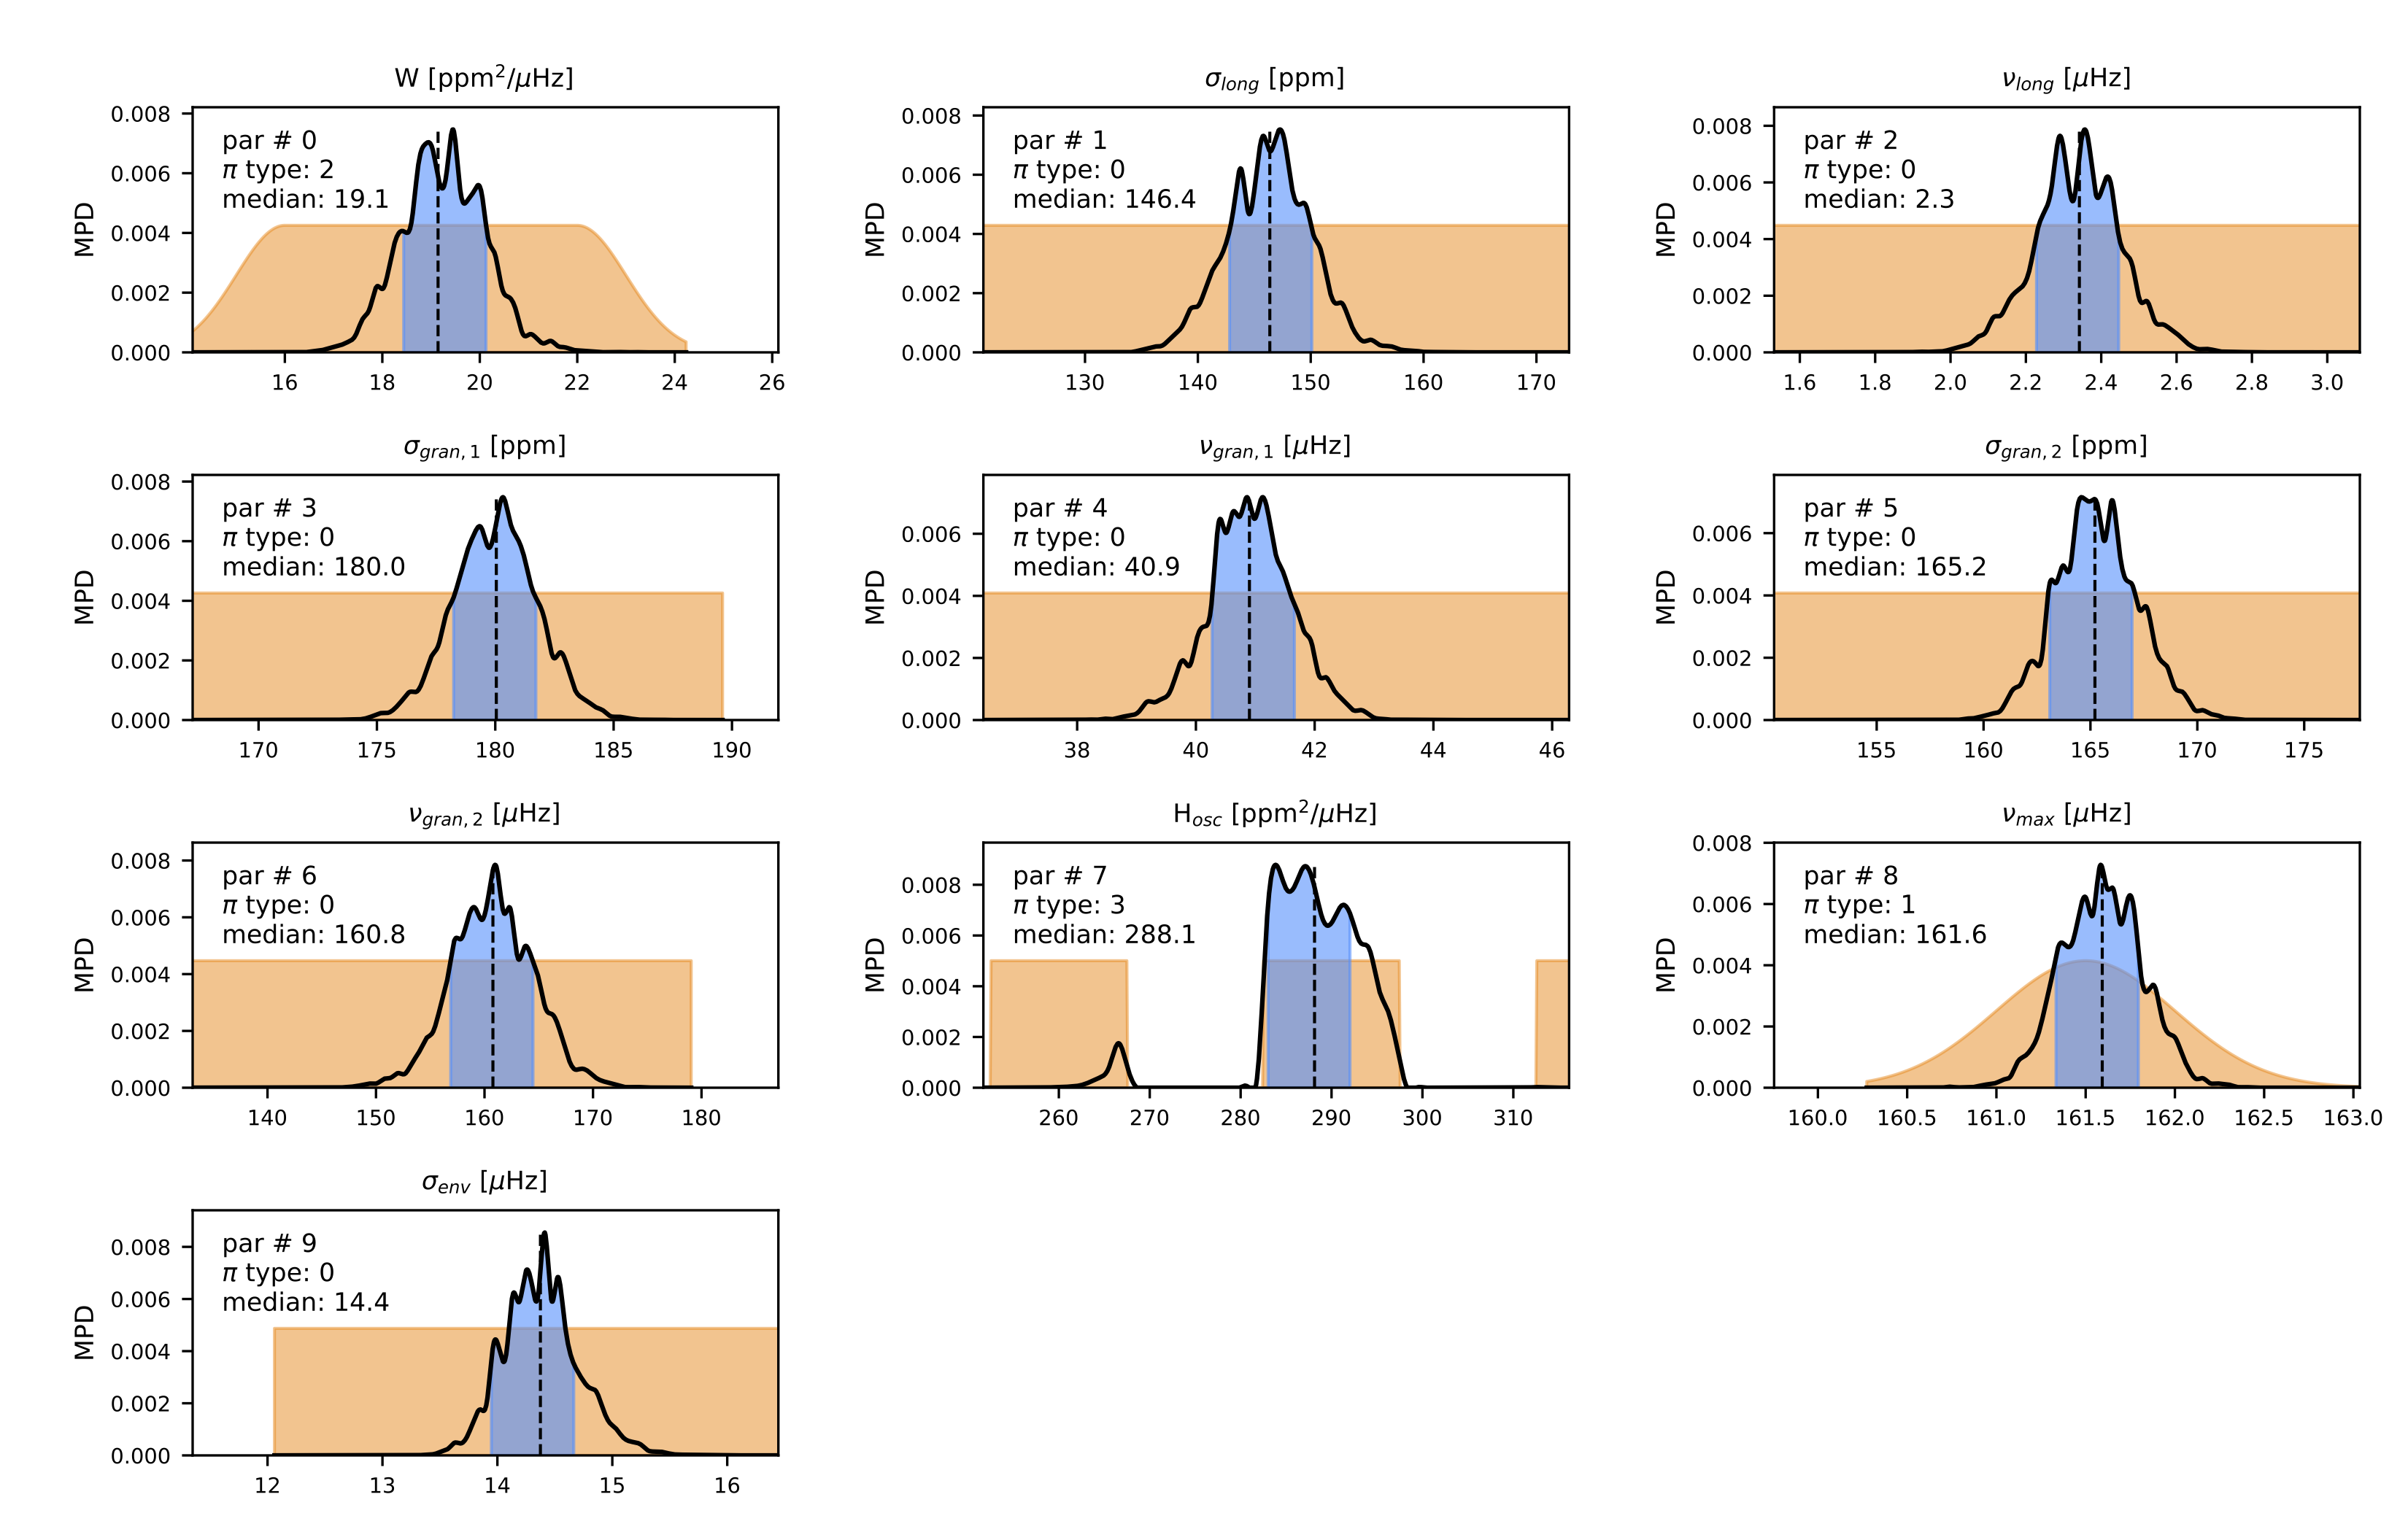 W [ppm²/μHz]
par # 0
π type: 2
median: 19.1
MPD
0.008
0.006
0.004
0.002
0.000
16 18 20 22 24 26
σlong [ppm]
par # 1
π type: 0
median: 146.4
MPD
0.008
0.006
0.004
0.002
0.000
130 140 150 160 170
νlong [μHz]
par # 2
π type: 0
median: 2.3
MPD
0.008
0.006
0.004
0.002
0.000
1.6 1.8 2.0 2.2 2.4 2.6 2.8 3.0
σgran, 1 [ppm]
par # 3
π type: 0
median: 180.0
MPD
0.008
0.006
0.004
0.002
0.000
170 175 180 185 190
νgran, 1 [μHz]
par # 4
π type: 0
median: 40.9
MPD
0.006
0.004
0.002
0.000
38 40 42 44 46
σgran, 2 [ppm]
par # 5
π type: 0
median: 165.2
MPD
0.006
0.004
0.002
0.000
155 160 165 170 175
νgran, 2 [μHz]
par # 6
π type: 0
median: 160.8
MPD
0.008
0.006
0.004
0.002
0.000
140 150 160 170 180
Hosc [ppm²/μHz]
par # 7
π type: 3
median: 288.1
MPD
0.008
0.006
0.004
0.002
0.000
260 270 280 290 300 310
νmax [μHz]
par # 8
π type: 1
median: 161.6
MPD
0.008
0.006
0.004
0.002
0.000
160.0 160.5 161.0 161.5 162.0 162.5 163.0
σenv [μHz]
par # 9
π type: 0
median: 14.4
MPD
0.008
0.006
0.004
0.002
0.000
12 13 14 15 16